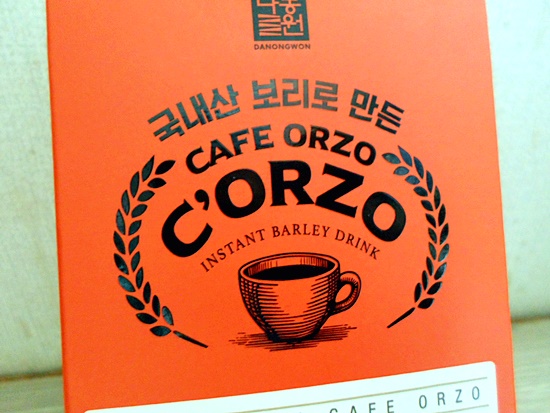 다농원
DANONGWON
국내산 보리로 만든
CAFE ORZO
C'ORZO
INSTANT BARLEY DRINK
CAFE ORZO